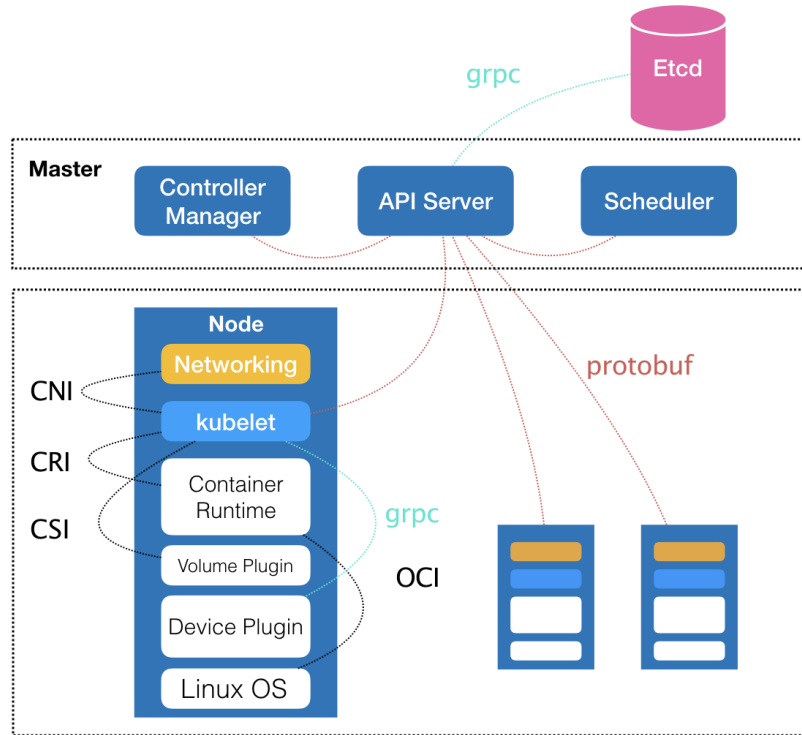 Etcd
grpc
Master
Controller
Manager
API Server
Scheduler
Node
Networking
protobuf
CNI
kubelet
CRI
Container
Runtime
grpc
CSI
Volume Plugin
OCI
Device Plugin
Linux OS